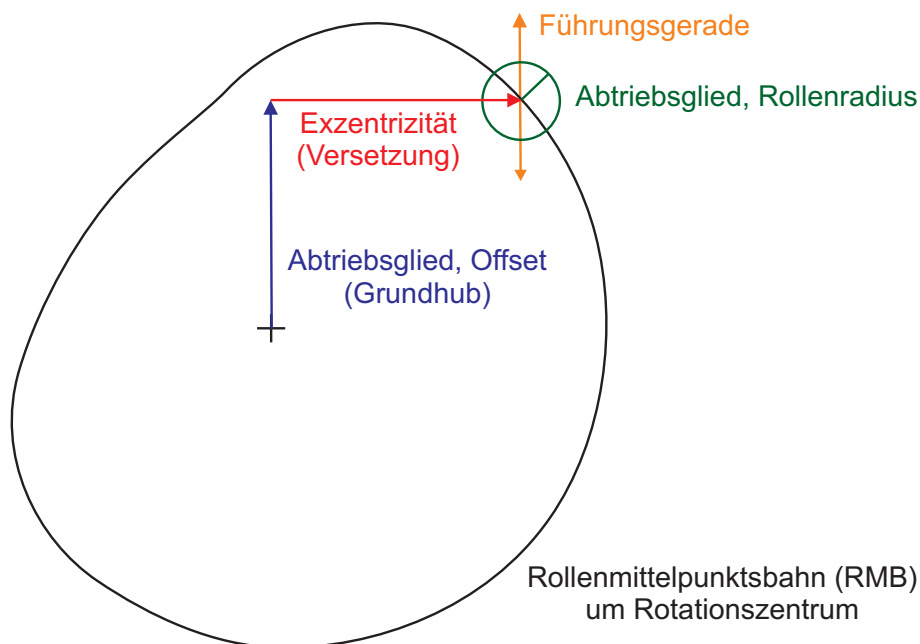 Führungsgerade
Abtriebsglied, Rollenradius
Exzentrizität
(Versetzung)
Abtriebsglied, Offset
(Grundhub)
Rollenmittelpunktsbahn (RMB)
um Rotationszentrum